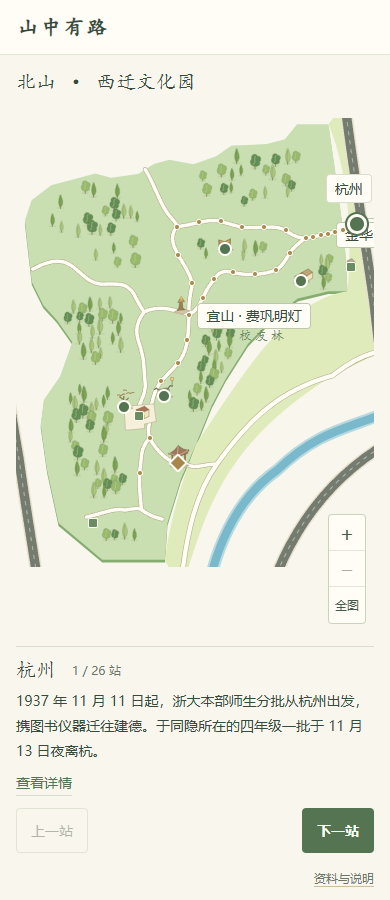 山中有路
北山 • 西迁文化园
杭州
金华
宜山 · 费巩明灯
校友林
+
−
全图
杭州 1 / 26 站
1937 年 11 月 11 日起，浙大本部师生分批从杭州出发，
携图书仪器迁往建德。于同隐所在的四年级一批于 11 月
13 日夜离杭。
查看详情
上一站 下一站
资料与说明